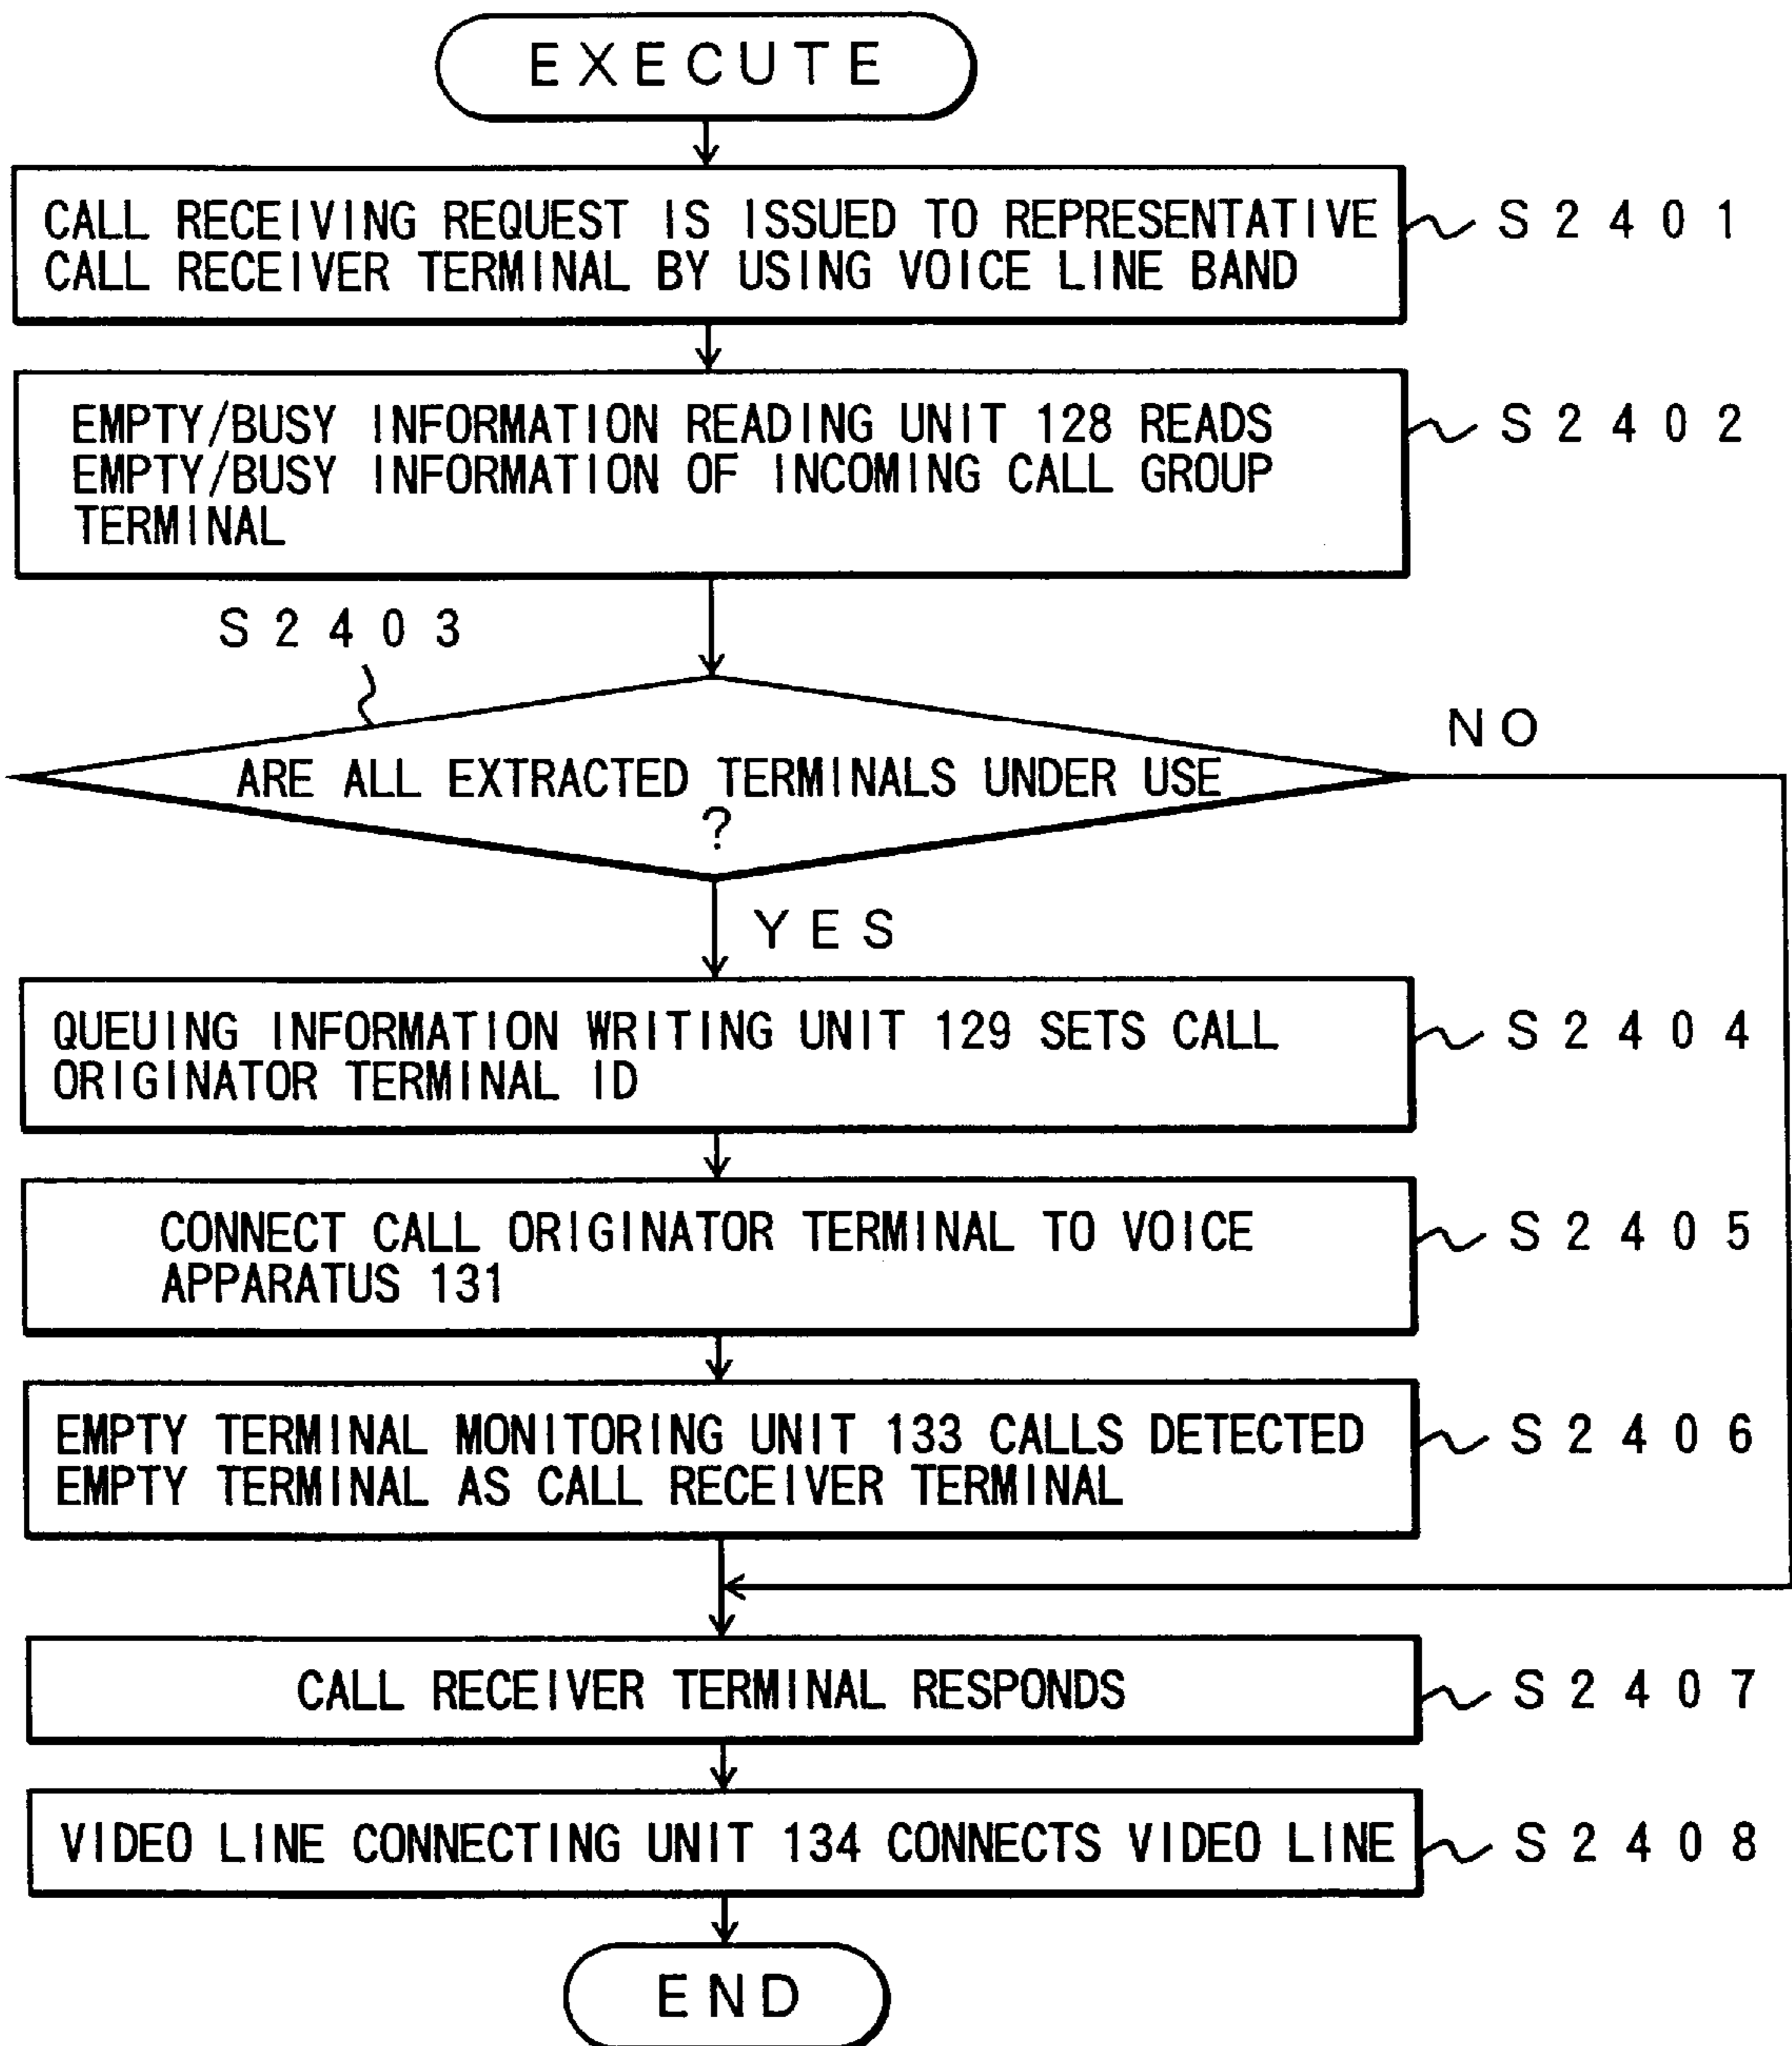 EXECUTE
CALL RECEIVING REQUEST IS ISSUED TO REPRESENTATIVE
CALL RECEIVER TERMINAL BY USING VOICE LINE BAND
S2401
EMPTY/BUSY INFORMATION READING UNIT 128 READS
EMPTY/BUSY INFORMATION OF INCOMING CALL GROUP
TERMINAL
S2402
S2403
ARE ALL EXTRACTED TERMINALS UNDER USE
?
NO
YES
QUEUING INFORMATION WRITING UNIT 129 SETS CALL
ORIGINATOR TERMINAL ID
S2404
CONNECT CALL ORIGINATOR TERMINAL TO VOICE
APPARATUS 131
S2405
EMPTY TERMINAL MONITORING UNIT 133 CALLS DETECTED
EMPTY TERMINAL AS CALL RECEIVER TERMINAL
S2406
CALL RECEIVER TERMINAL RESPONDS
S2407
VIDEO LINE CONNECTING UNIT 134 CONNECTS VIDEO LINE
S2408
END